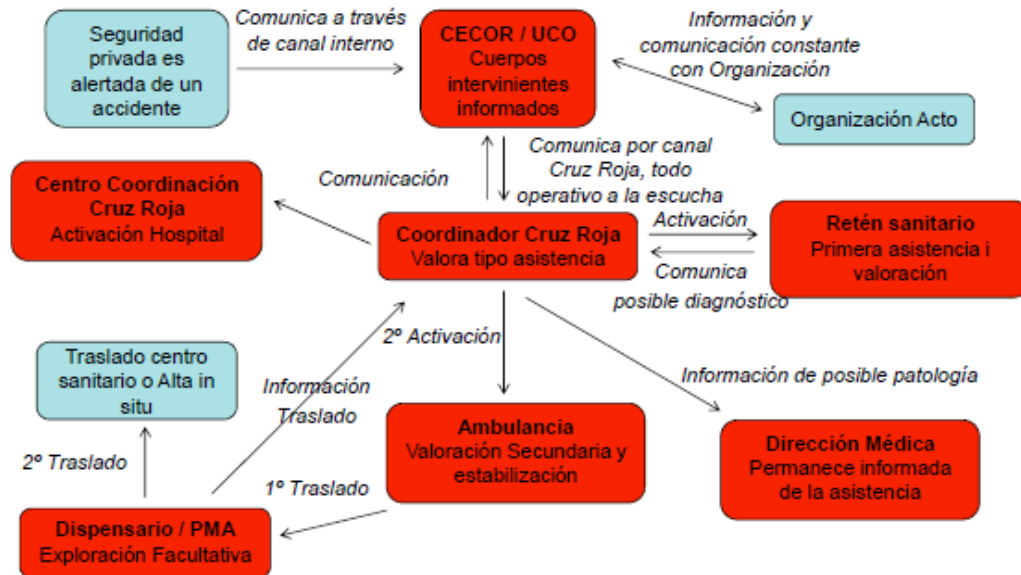 Seguridad
privada es
alertada de un
accidente
Comunica a través
de canal interno
CECOR / UCO
Cuerpos
intervinientes
informados
Información y
comunicación constante
con Organización
Organización Acto
Centro Coordinación
Cruz Roja
Activación Hospital
Comunicación
Comunica por canal
Cruz Roja, todo
operativo a la escucha
Coordinador Cruz Roja
Valora tipo asistencia
Activación
Comunica
posible diagnóstico
Retén sanitario
Primera asistencia i
valoración
Traslado centro
sanitario o Alta in
situ
Información
Traslado
2º Activación
Información de posible patología
Ambulancia
Valoración Secundaria y
estabilización
Dirección Médica
Permanece informada
de la asistencia
2º Traslado
1º Traslado
Dispensario / PMA
Exploración Facultativa